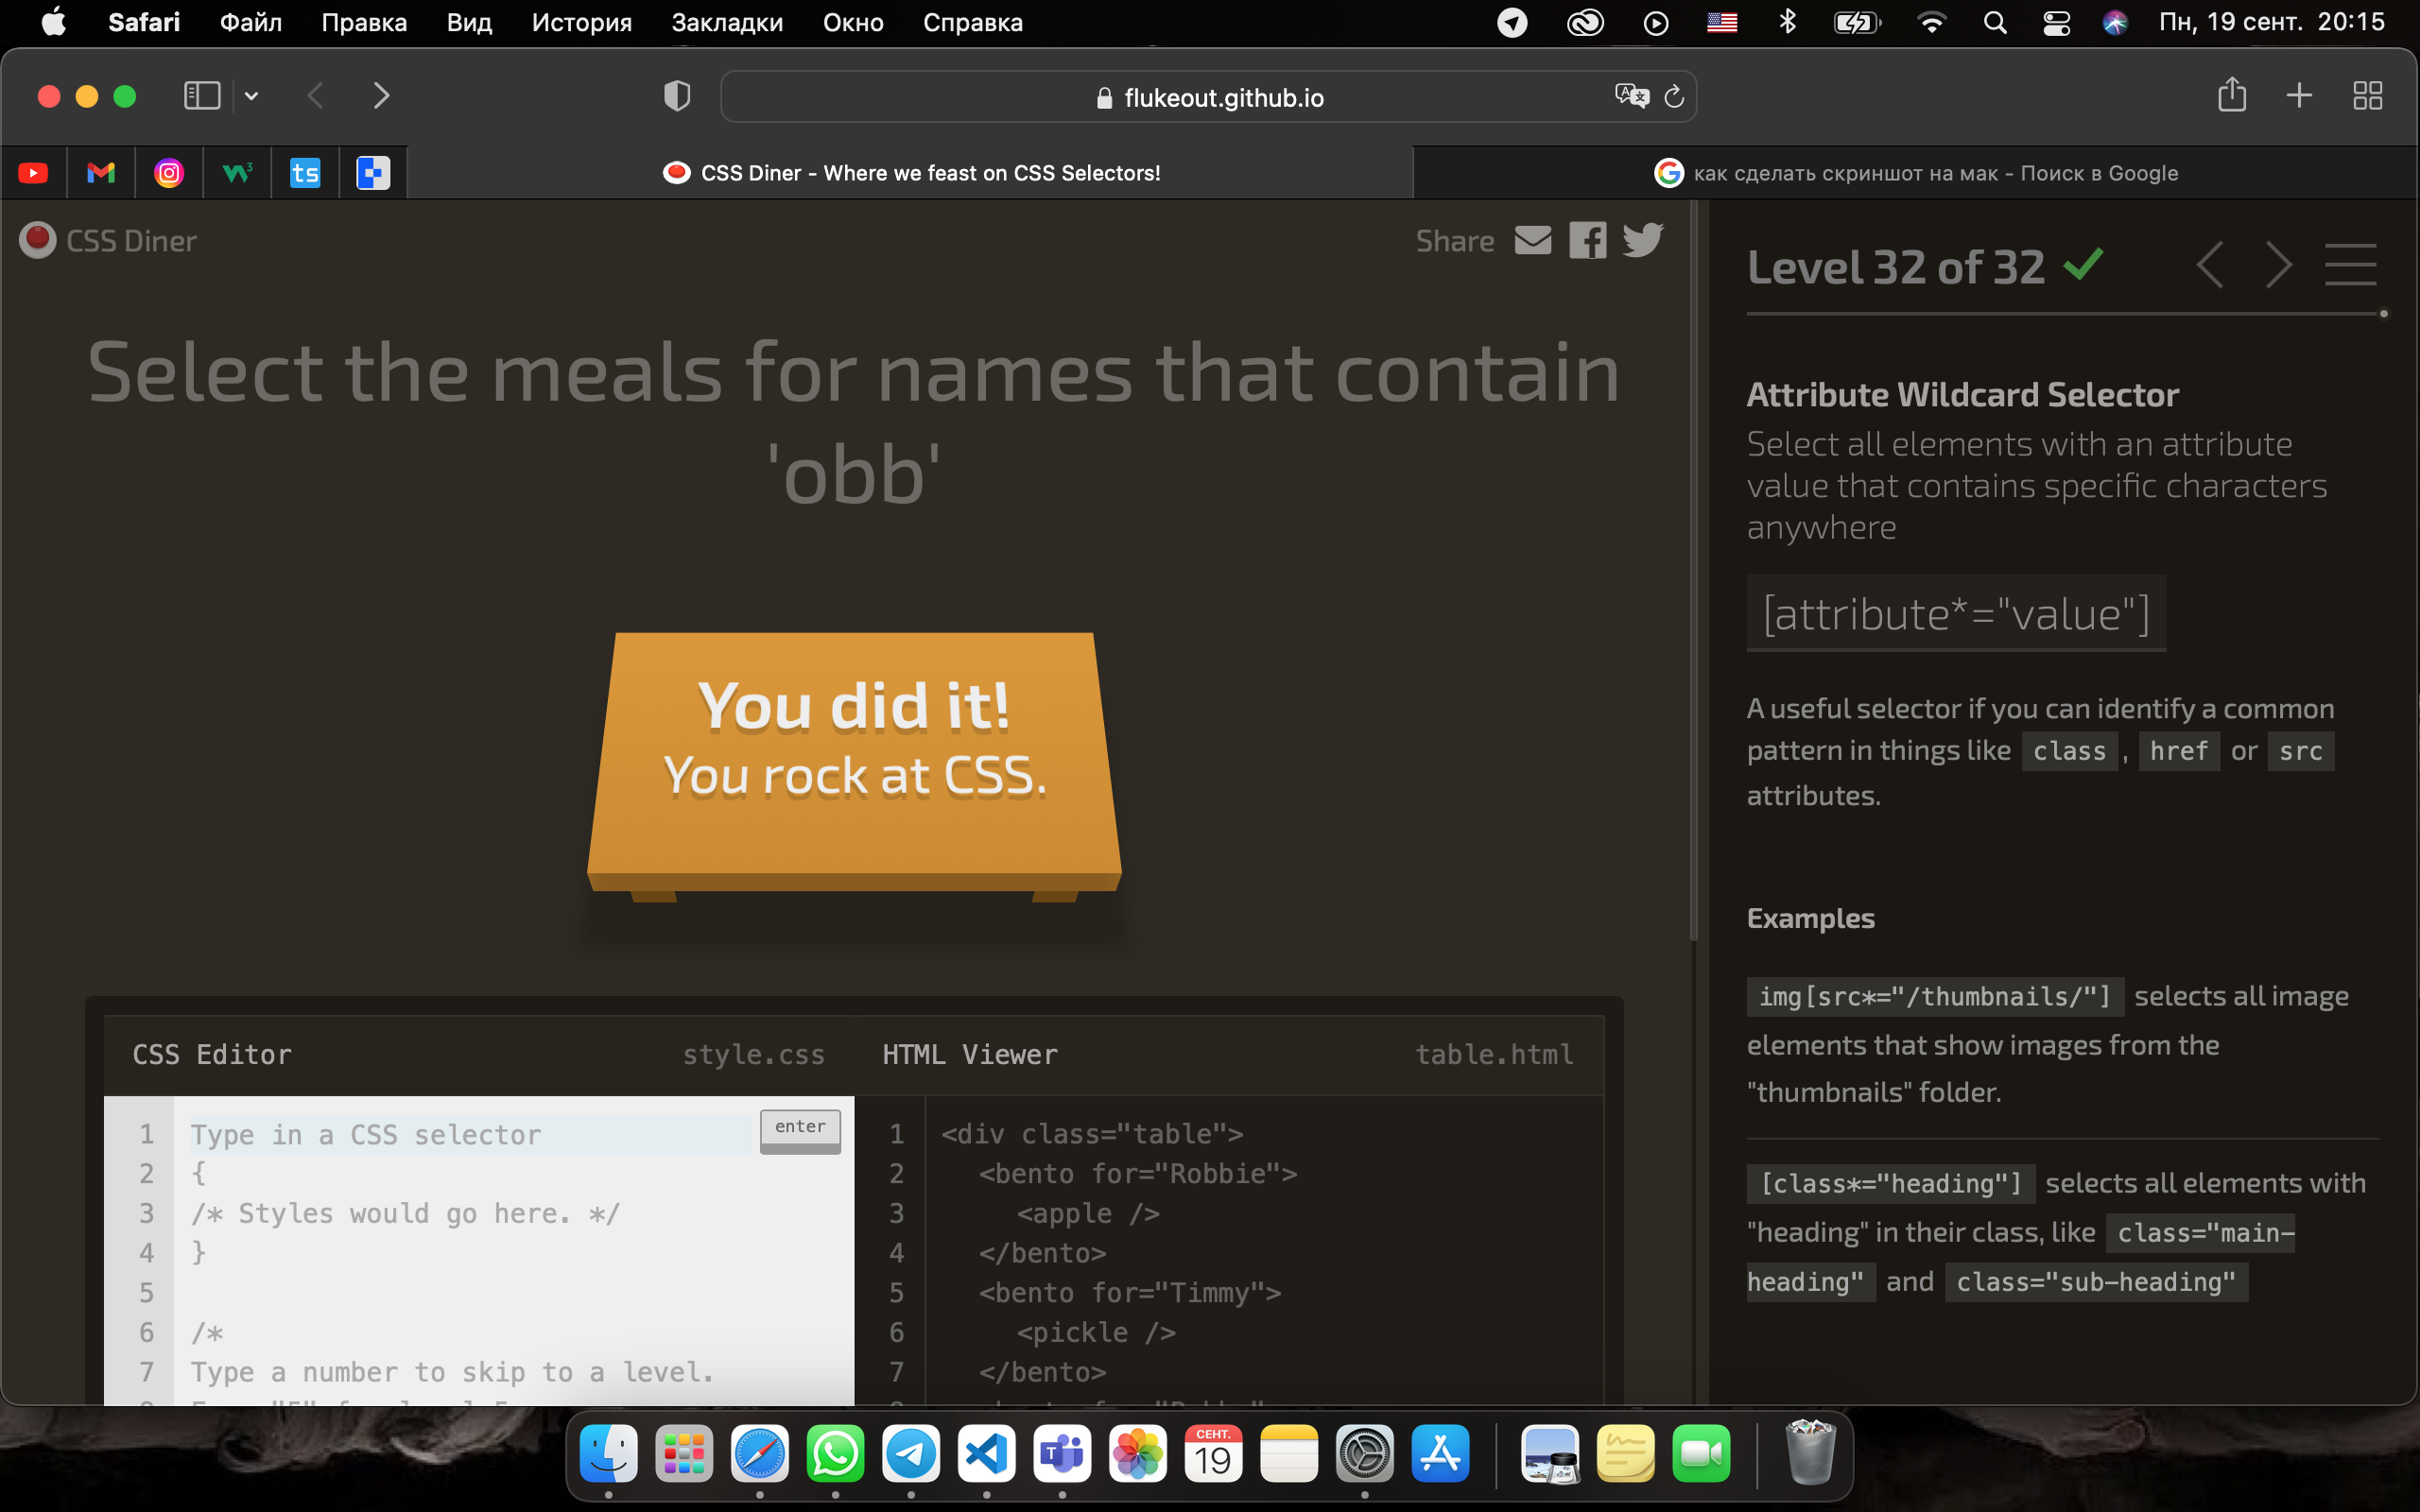 Safari Файл Правка Вид История Закладки Окно Справка Пн, 19 сент. 20:15
flukeout.github.io
CSS Diner - Where we feast on CSS Selectors!
как сделать скриншот на мак - Поиск в Google
CSS Diner
Share
Select the meals for names that contain
'obb'
You did it!
You rock at CSS.
CSS Editor style.css
1 Type in a CSS selector enter
2 {
3 /* Styles would go here. */
4 }
5
6 /*
7 Type a number to skip to a level.
HTML Viewer table.html
1 <div class="table">
2 <bento for="Robbie">
3 <apple />
4 </bento>
5 <bento for="Timmy">
6 <pickle />
7 </bento>
Level 32 of 32
Attribute Wildcard Selector
Select all elements with an attribute
value that contains specific characters
anywhere
[attribute*="value"]
A useful selector if you can identify a common
pattern in things like class , href or src
attributes.
Examples
img[src*="/thumbnails/"] selects all image
elements that show images from the
"thumbnails" folder.
[class*="heading"] selects all elements with
"heading" in their class, like class="main-
heading" and class="sub-heading"
СЕНТ.
19